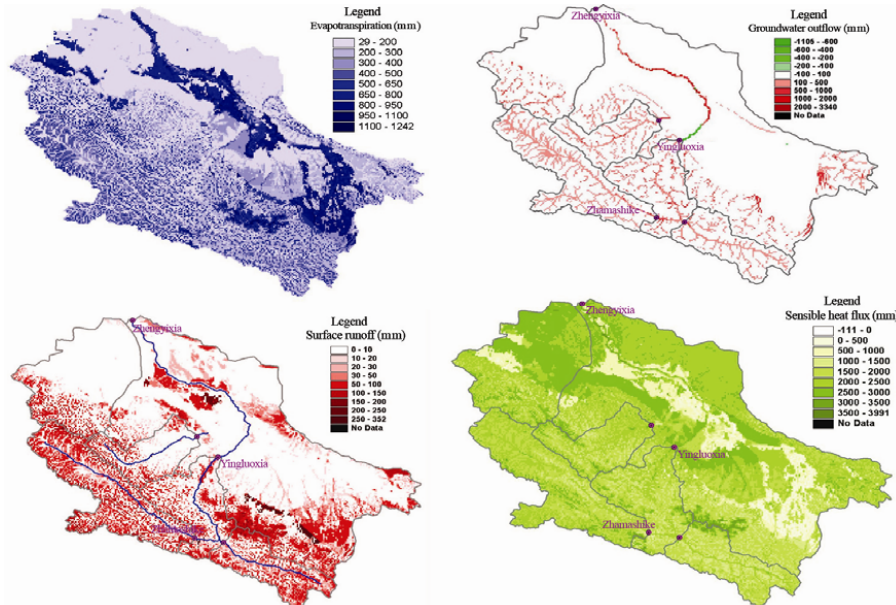 Legend
Evapotranspiration (mm)
29 - 200
200 - 300
300 - 400
400 - 500
500 - 650
650 - 800
800 - 950
950 - 1100
1100 - 1242
Zhengyixia
Yingluoxia
Zhamashike
Legend
Groundwater outflow (mm)
-1105 - -600
-600 - -400
-400 - -200
-200 - -100
-100 - 100
100 - 500
500 - 1000
1000 - 2000
2000 - 3340
No Data
Legend
Surface runoff (mm)
0 - 10
10 - 20
20 - 30
30 - 50
50 - 100
100 - 150
150 - 200
200 - 250
250 - 352
No Data
Zhengyixia
Yingluoxia
Zhamashike
Zhengyixia
Yingluoxia
Zhamashike
Legend
Sensible heat flux (mm)
-111 - 0
0 - 500
500 - 1000
1000 - 1500
1500 - 2000
2000 - 2500
2500 - 3000
3000 - 3500
3500 - 3991
No Data